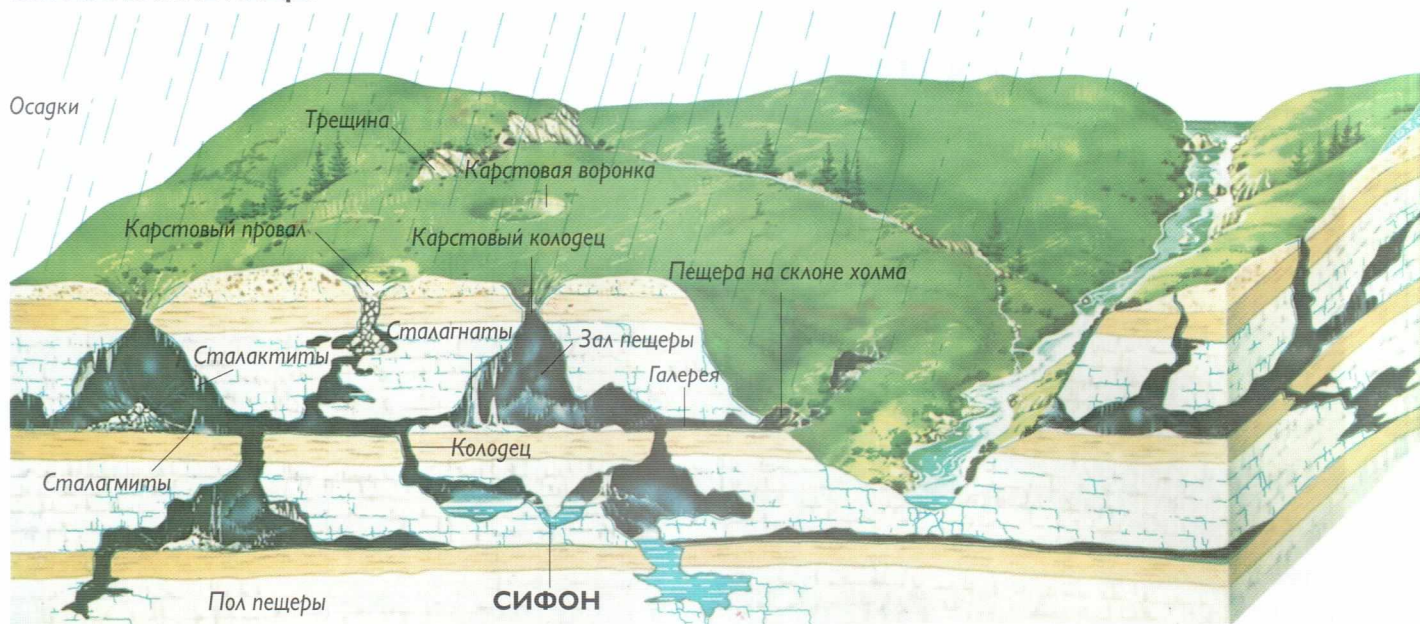 Осадки
Трещина
Карстовая воронка
Карстовый провал
Карстовый колодец
Пещера на склоне холма
Сталагнаты
Зал пещеры
Сталактиты
Галерея
Колодец
Сталагмиты
Пол пещеры
СИФОН